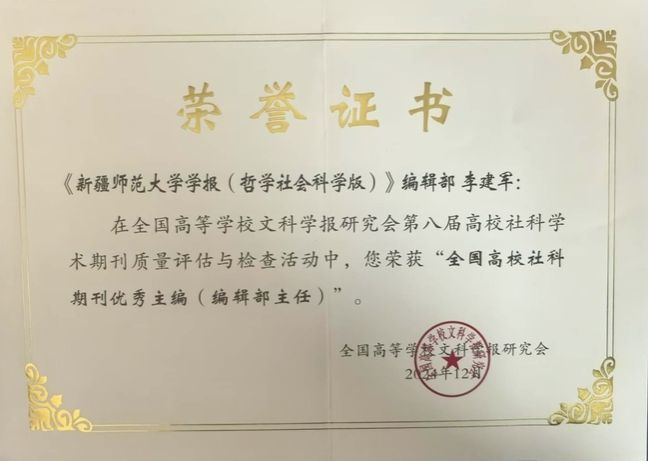 荣誉证书
《新疆师范大学学报（哲学社会科学版）》编辑部 李建军：
在全国高等学校文科学报研究会第八届高校社科学
术期刊质量评估与检查活动中，您荣获“全国高校社科
期刊优秀主编（编辑部主任）”。
全国高等学校文科学报研究会
2024年12月